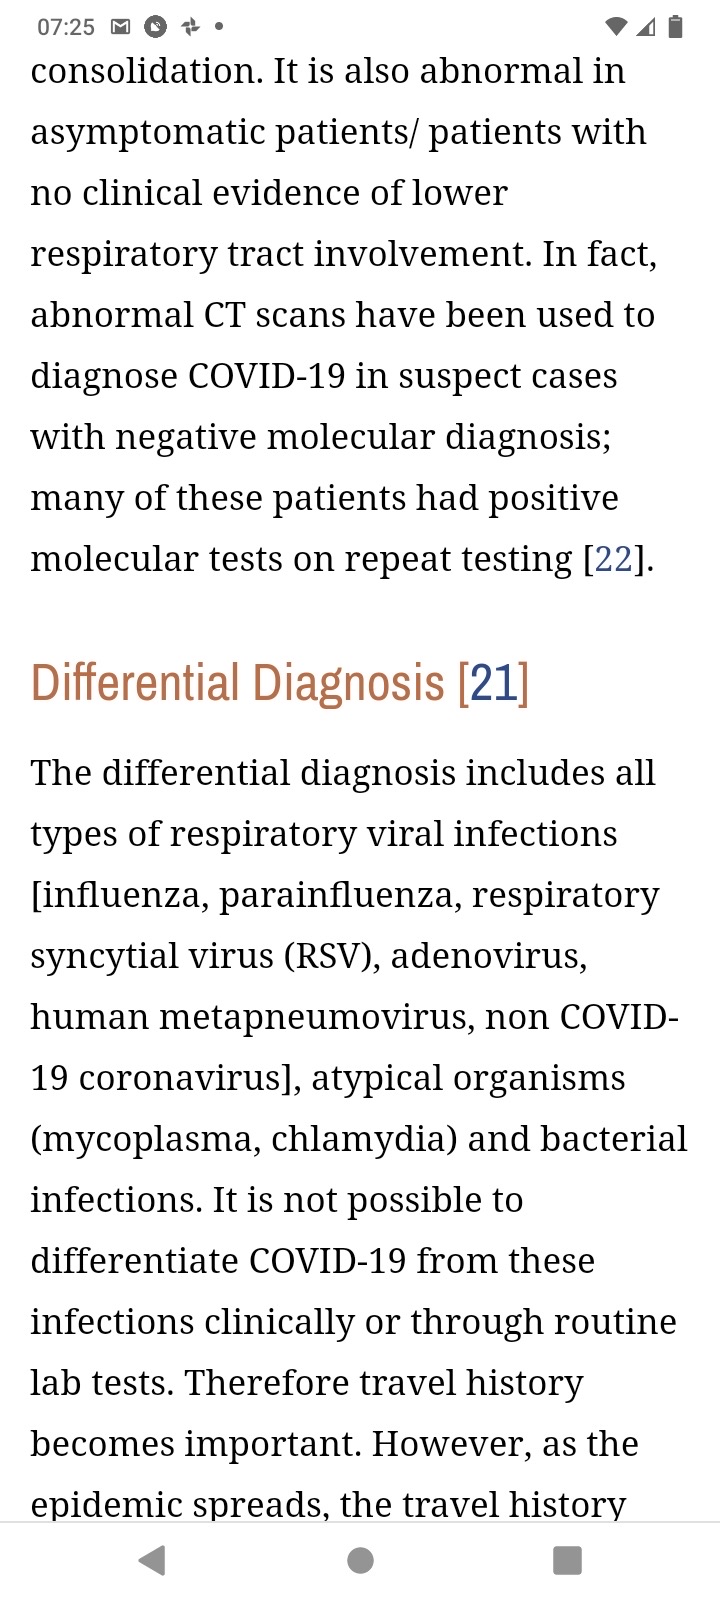 07:25
consolidation. It is also abnormal in
asymptomatic patients/ patients with
no clinical evidence of lower
respiratory tract involvement. In fact,
abnormal CT scans have been used to
diagnose COVID-19 in suspect cases
with negative molecular diagnosis;
many of these patients had positive
molecular tests on repeat testing [22].
Differential Diagnosis [21]
The differential diagnosis includes all
types of respiratory viral infections
[influenza, parainfluenza, respiratory
syncytial virus (RSV), adenovirus,
human metapneumovirus, non COVID-
19 coronavirus], atypical organisms
(mycoplasma, chlamydia) and bacterial
infections. It is not possible to
differentiate COVID-19 from these
infections clinically or through routine
lab tests. Therefore travel history
becomes important. However, as the
epidemic spreads, the travel history